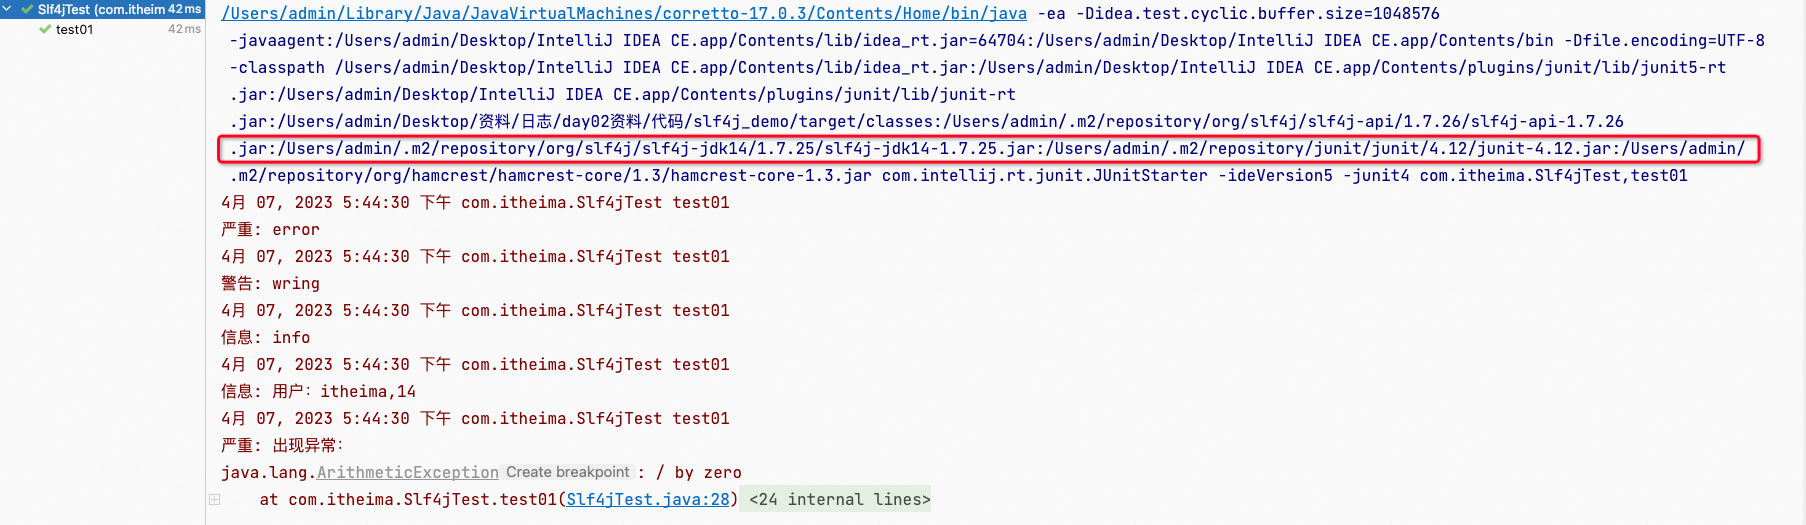 Slf4jTest (com.itheim 42 ms
test01 42 ms
/Users/admin/Library/Java/JavaVirtualMachines/corretto-17.0.3/Contents/Home/bin/java -ea -Didea.test.cyclic.buffer.size=1048576
-javaagent:/Users/admin/Desktop/IntelliJ IDEA CE.app/Contents/lib/idea_rt.jar=64704:/Users/admin/Desktop/IntelliJ IDEA CE.app/Contents/bin -Dfile.encoding=UTF-8
-classpath /Users/admin/Desktop/IntelliJ IDEA CE.app/Contents/lib/idea_rt.jar:/Users/admin/Desktop/IntelliJ IDEA CE.app/Contents/plugins/junit/lib/junit5-rt
.jar:/Users/admin/Desktop/IntelliJ IDEA CE.app/Contents/plugins/junit/lib/junit-rt
.jar:/Users/admin/Desktop/资料/日志/day02资料/代码/slf4j_demo/target/classes:/Users/admin/.m2/repository/org/slf4j/slf4j-api/1.7.26/slf4j-api-1.7.26
.jar:/Users/admin/.m2/repository/org/slf4j/slf4j-jdk14/1.7.25/slf4j-jdk14-1.7.25.jar:/Users/admin/.m2/repository/junit/junit/4.12/junit-4.12.jar:/Users/admin/
.m2/repository/org/hamcrest/hamcrest-core/1.3/hamcrest-core-1.3.jar com.intellij.rt.junit.JUnitStarter -ideVersion5 -junit4 com.itheima.Slf4jTest,test01
4月 07, 2023 5:44:30 下午 com.itheima.Slf4jTest test01
严重: error
4月 07, 2023 5:44:30 下午 com.itheima.Slf4jTest test01
警告: wring
4月 07, 2023 5:44:30 下午 com.itheima.Slf4jTest test01
信息: info
4月 07, 2023 5:44:30 下午 com.itheima.Slf4jTest test01
信息: 用户：itheima,14
4月 07, 2023 5:44:30 下午 com.itheima.Slf4jTest test01
严重: 出现异常：
java.lang.ArithmeticException Create breakpoint : / by zero
at com.itheima.Slf4jTest.test01(Slf4jTest.java:28) <24 internal lines>